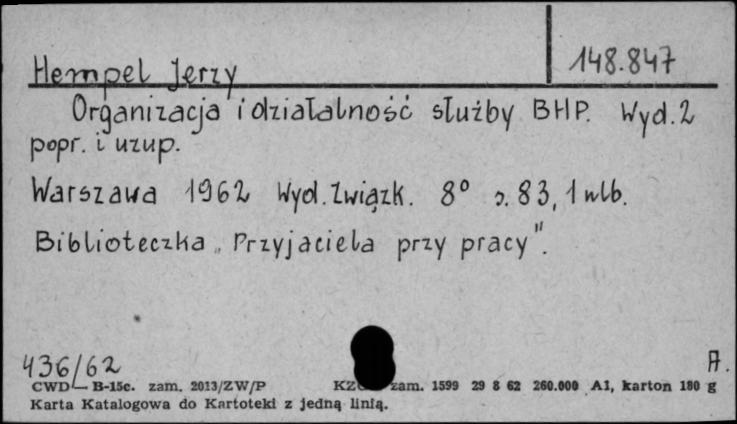 Hempel Jerzy 148.847
Organizacja i działalność służby BHP. Wyd. 2
popr. i uzup.
Warszawa 1962 Wyd. Związk. 8° s. 83, 1 nlb.
Biblioteczka „Przyjaciela przy pracy".
436/62 A.
CWD — B-15c. zam. 2013/ZW/P zam. 1599 29 8 62 260.000 A1, karton 180 g
Karta Katalogowa do Kartoteki z jedną linią.